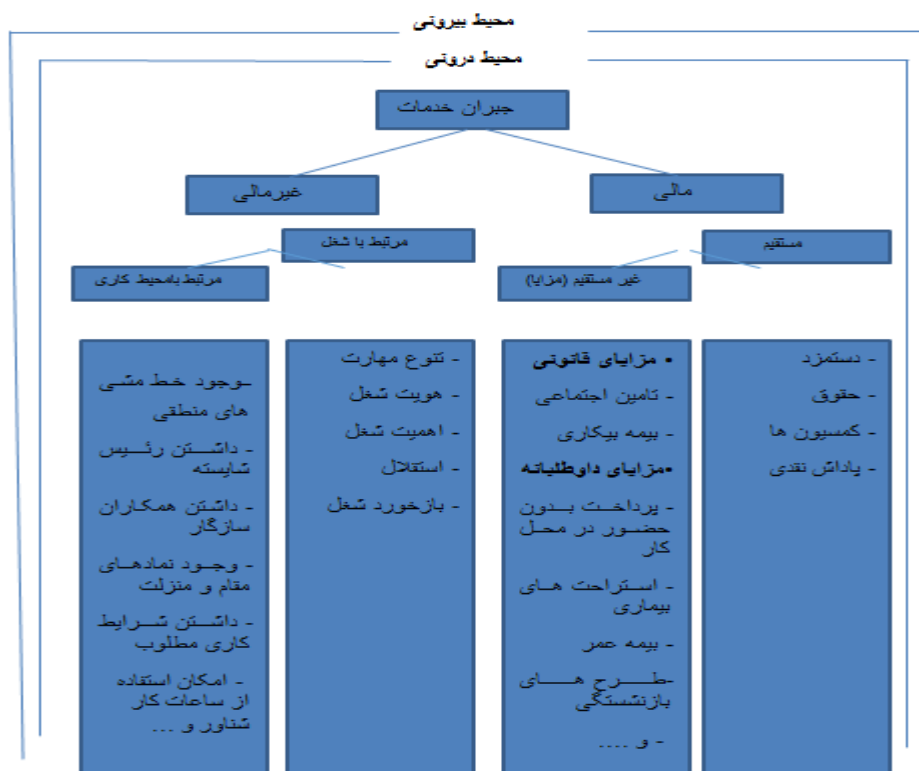 محیط بیرونی
محیط درونی
جبران خدمات
مالی
غیرمالی
مستقیم
غیر مستقیم (مزایا)
مرتبط با شغل
مرتبط بامحیط کاری
- دستمزد
- حقوق
- کمسیون ها
- پاداش نقدی
• مزایای قانونی
- تامین اجتماعی
- بیمه بیکاری
•مزایای داوطلبانه
- پرداخت بدون
حضور در محل
کار
- استراحت های
بیماری
- بیمه عمر
-طرح های
بازنشستگی
- و ....
- تنوع مهارت
- هویت شغل
- اهمیت شغل
- استقلال
- بازخورد شغل
-وجود خط مشی
های منطقی
- داشتن رئیس
شایسته
- داشتن همکاران
سازگار
- وجود نمادهای
مقام و منزلت
- داشتن شرایط
کاری مطلوب
- امکان استفاده
از ساعات کار
شناور و ...